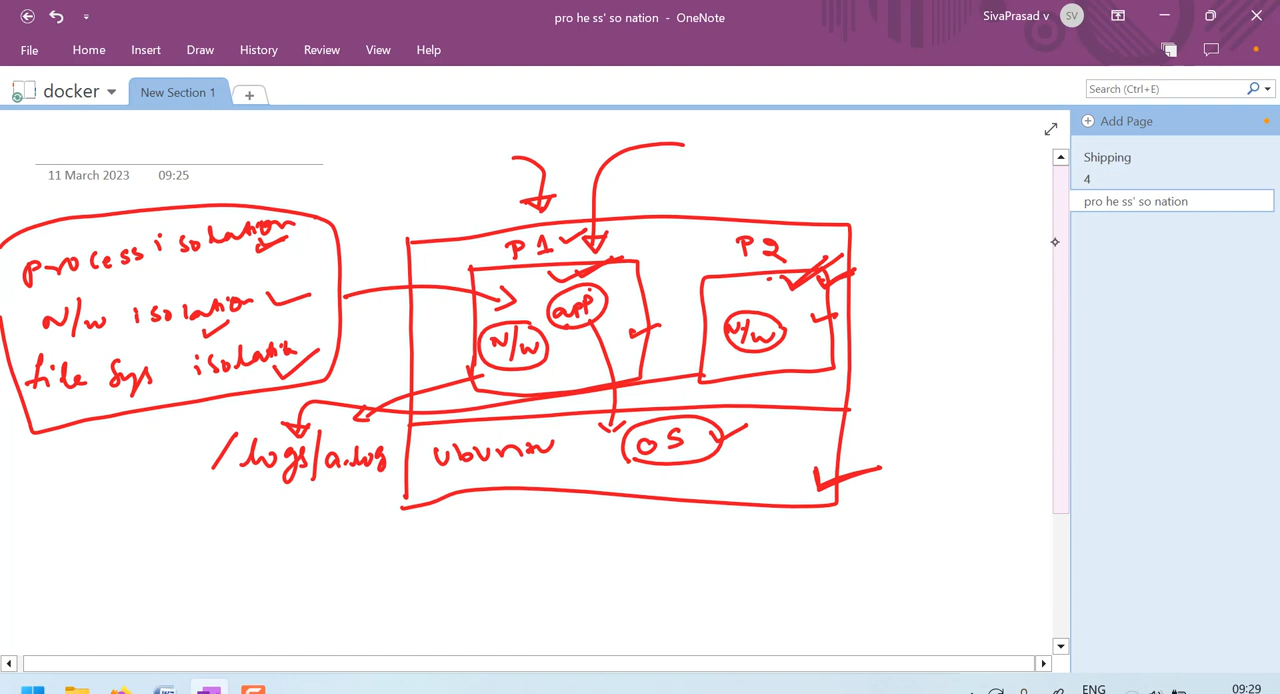 pro he ss' so nation - OneNote
SivaPrasad v
SV
File Home Insert Draw History Review View Help
docker
New Section 1
Search (Ctrl+E)
Add Page
Shipping
4
pro he ss' so nation
11 March 2023 09:25
process isolation
N/w isolation
file sys isolation
P1
P2
app
N/w
N/w
/logs/a.log
OS
ENG
09:29